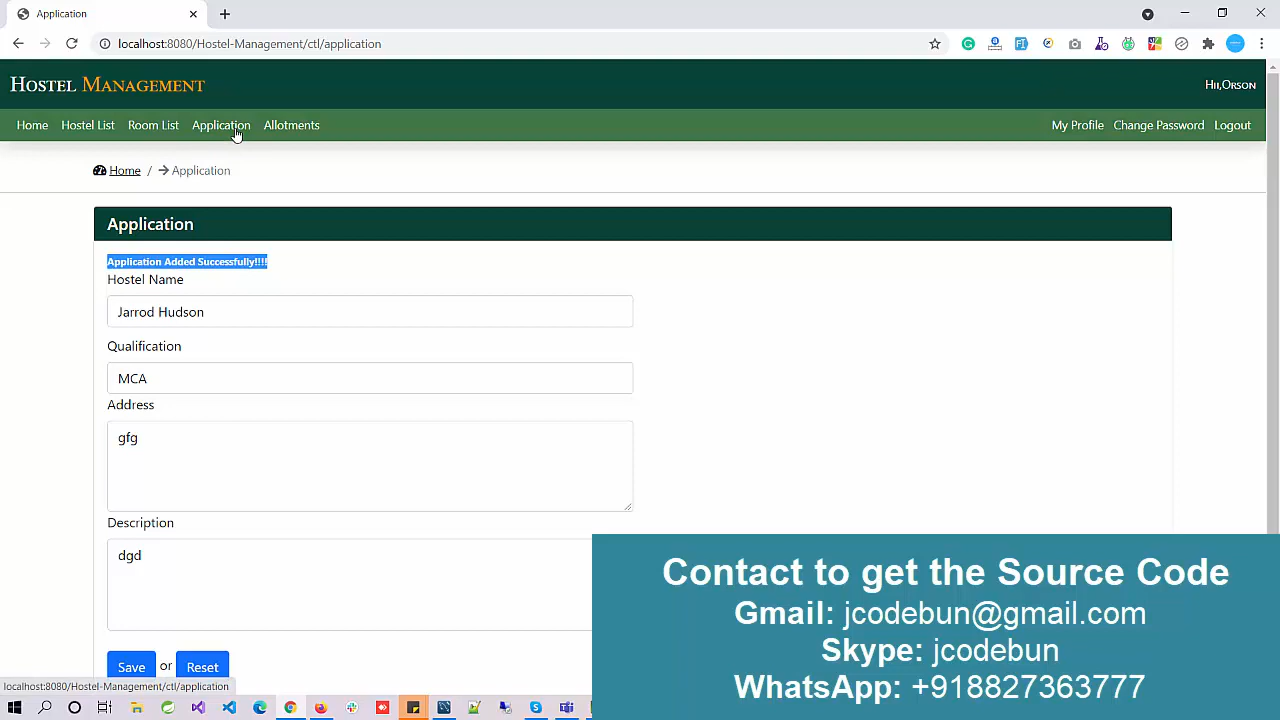 Application
localhost:8080/Hostel-Management/ctl/application
Hostel Management
Hii,Orson
Home Hostel List Room List Application Allotments My Profile Change Password Logout
Home / Application
Application
Application Added Successfully!!!!
Hostel Name
Jarrod Hudson
Qualification
MCA
Address
gfg
Description
dgd
Save or Reset
localhost:8080/Hostel-Management/ctl/application
Contact to get the Source Code
Gmail: jcodebun@gmail.com
Skype: jcodebun
WhatsApp: +918827363777